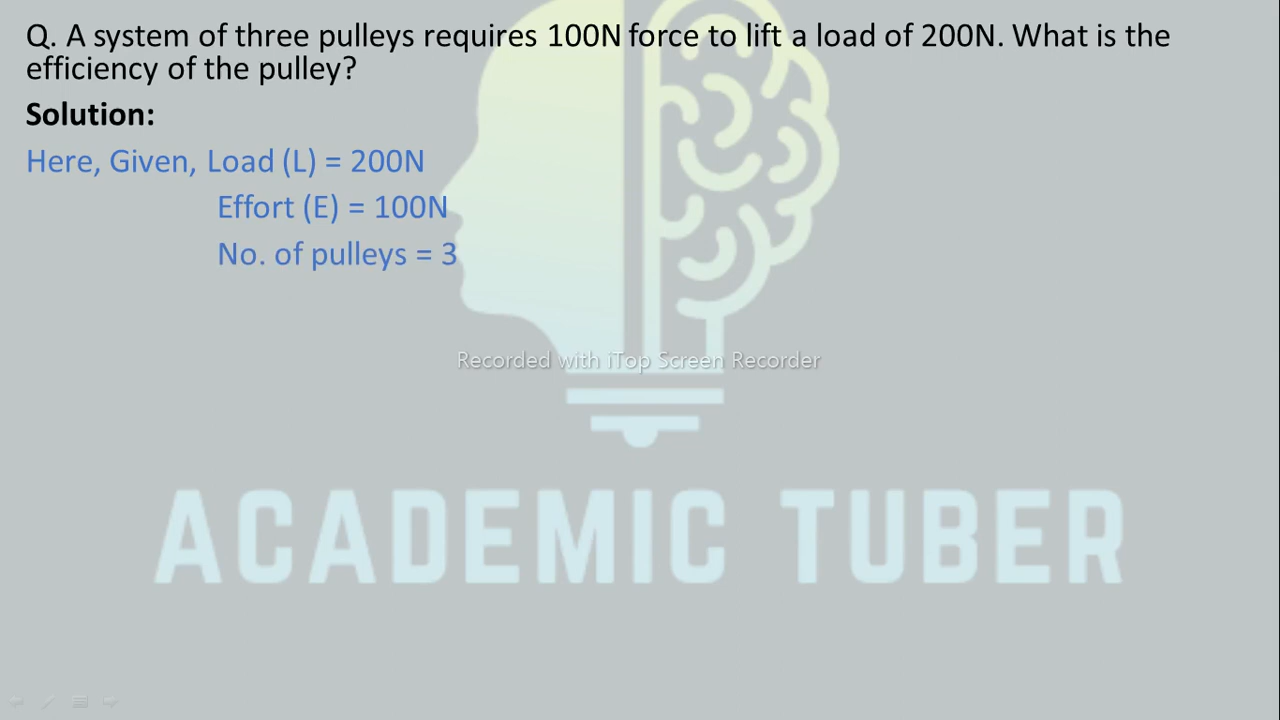 Q. A system of three pulleys requires 100N force to lift a load of 200N. What is the
efficiency of the pulley?
Solution:
Here, Given, Load (L) = 200N
Effort (E) = 100N
No. of pulleys = 3
Recorded with iTop Screen Recorder
ACADEMIC TUBER